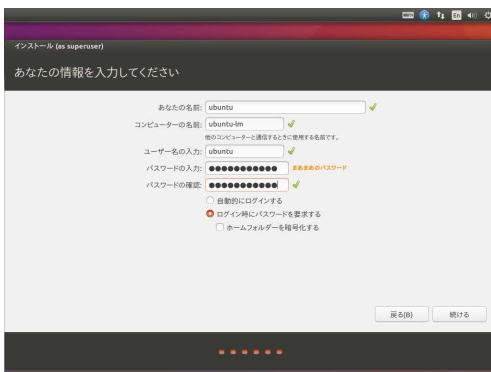 En
インストール (as superuser)
あなたの情報を入力してください
あなたの名前: ubuntu
コンピューターの名前: ubuntu-lm
他のコンピューターと通信するときに使用する名前です。
ユーザー名の入力: ubuntu
パスワードの入力: ●●●●●●●●●●● まあまあのパスワード
パスワードの確認: ●●●●●●●●●●●
自動的にログインする
ログイン時にパスワードを要求する
ホームフォルダーを暗号化する
戻る(B) 続ける